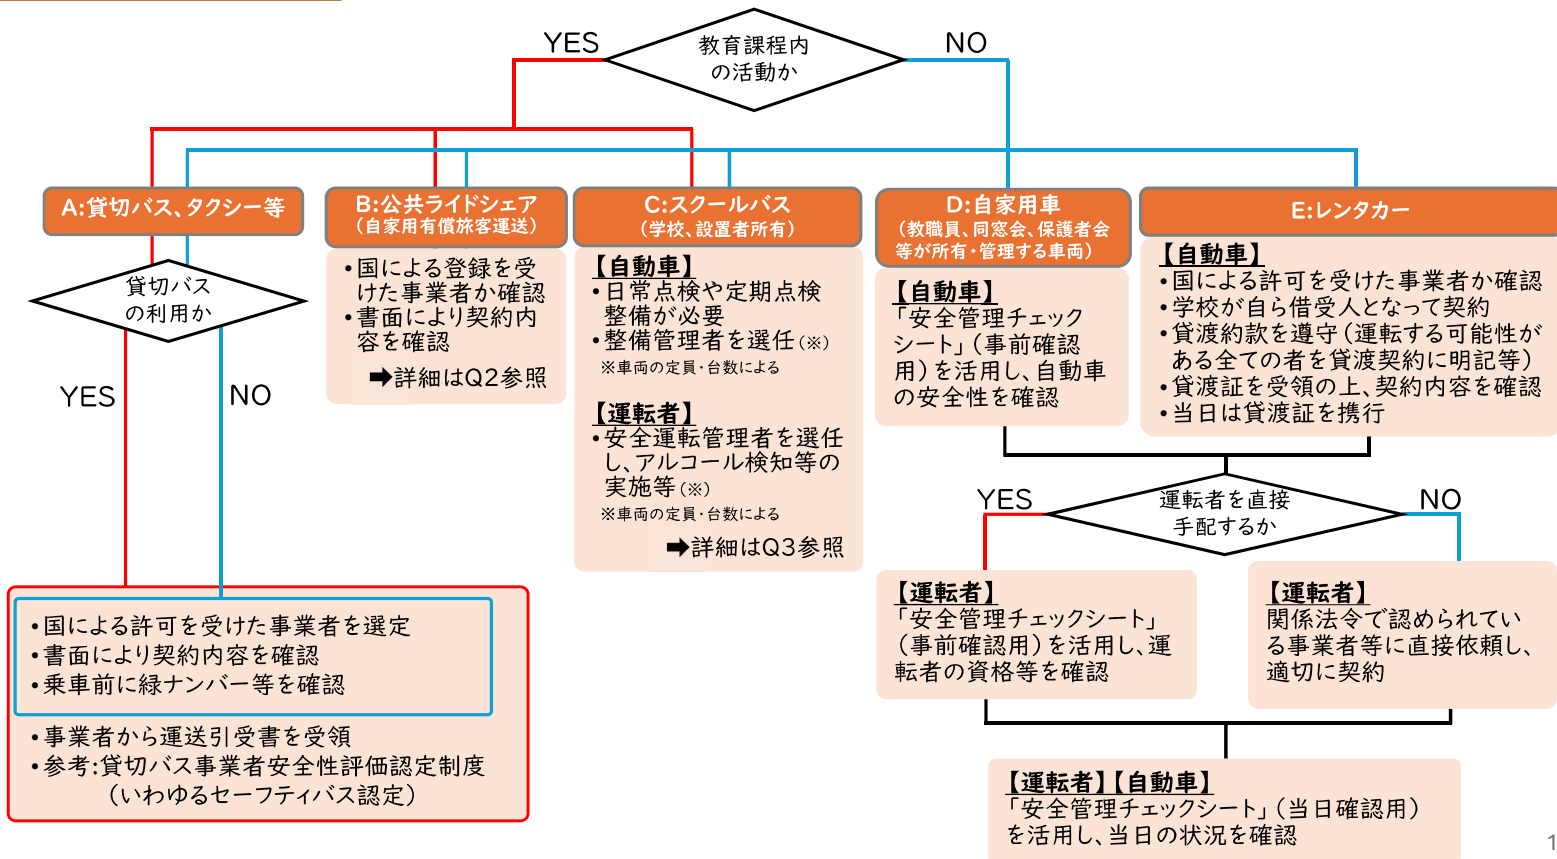 教育課程内
の活動か
YES
NO
A:貸切バス、タクシー等
貸切バス
の利用か
YES
NO
・国による許可を受けた事業者を選定
・書面により契約内容を確認
・乗車前に緑ナンバー等を確認
・事業者から運送引受書を受領
・参考:貸切バス事業者安全性評価認定制度
(いわゆるセーフティバス認定)
B:公共ライドシェア
(自家用有償旅客運送)
・国による登録を受
けた事業者か確認
・書面により契約内
容を確認
➡詳細はQ2参照
C:スクールバス
(学校、設置者所有)
【自動車】
・日常点検や定期点検
整備が必要
・整備管理者を選任(※)
※車両の定員・台数による
【運転者】
・安全運転管理者を選任
し、アルコール検知等の
実施等(※)
※車両の定員・台数による
➡詳細はQ3参照
D:自家用車
(教職員、同窓会、保護者会
等が所有・管理する車両)
【自動車】
「安全管理チェック
シート」(事前確認
用)を活用し、自動車
の安全性を確認
E:レンタカー
【自動車】
・国による許可を受けた事業者か確認
・学校が自ら借受人となって契約
・貸渡約款を遵守(運転する可能性が
ある全ての者を貸渡契約に明記等)
・貸渡証を受領の上、契約内容を確認
・当日は貸渡証を携行
運転者を直接
手配するか
YES
NO
【運転者】
「安全管理チェックシート」
(事前確認用)を活用し、運
転者の資格等を確認
【運転者】
関係法令で認められてい
る事業者等に直接依頼し、
適切に契約
【運転者】【自動車】
「安全管理チェックシート」(当日確認用)
を活用し、当日の状況を確認
1